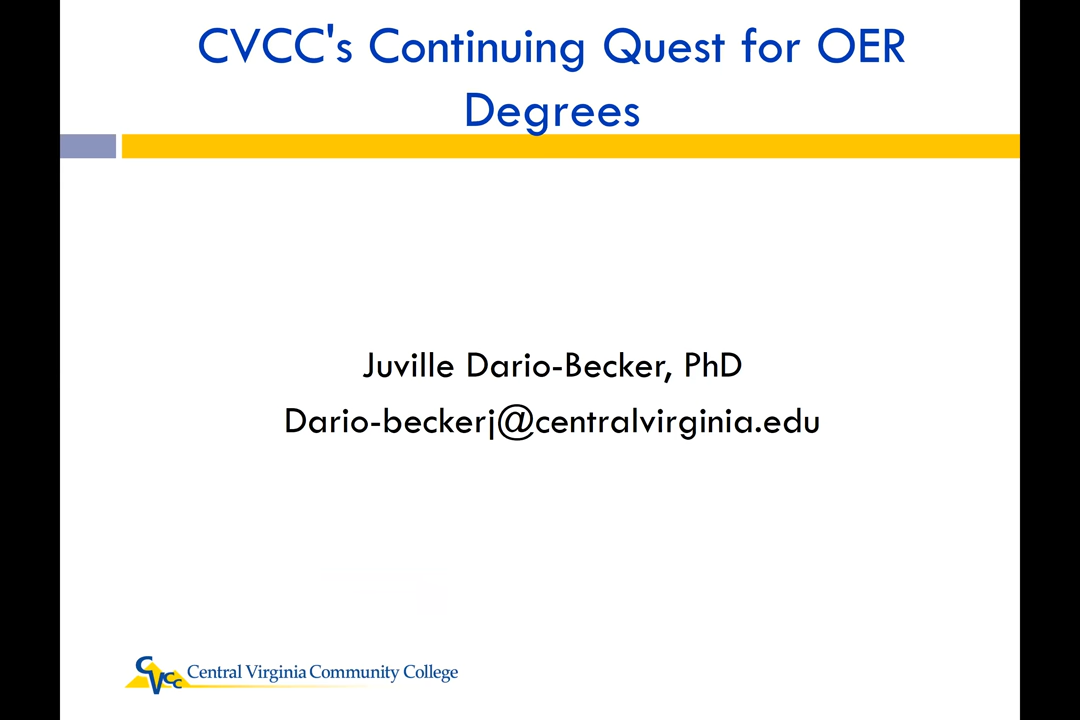 CVCC's Continuing Quest for OER
Degrees
Juville Dario-Becker, PhD
Dario-beckerj@centralvirginia.edu
CVCC Central Virginia Community College